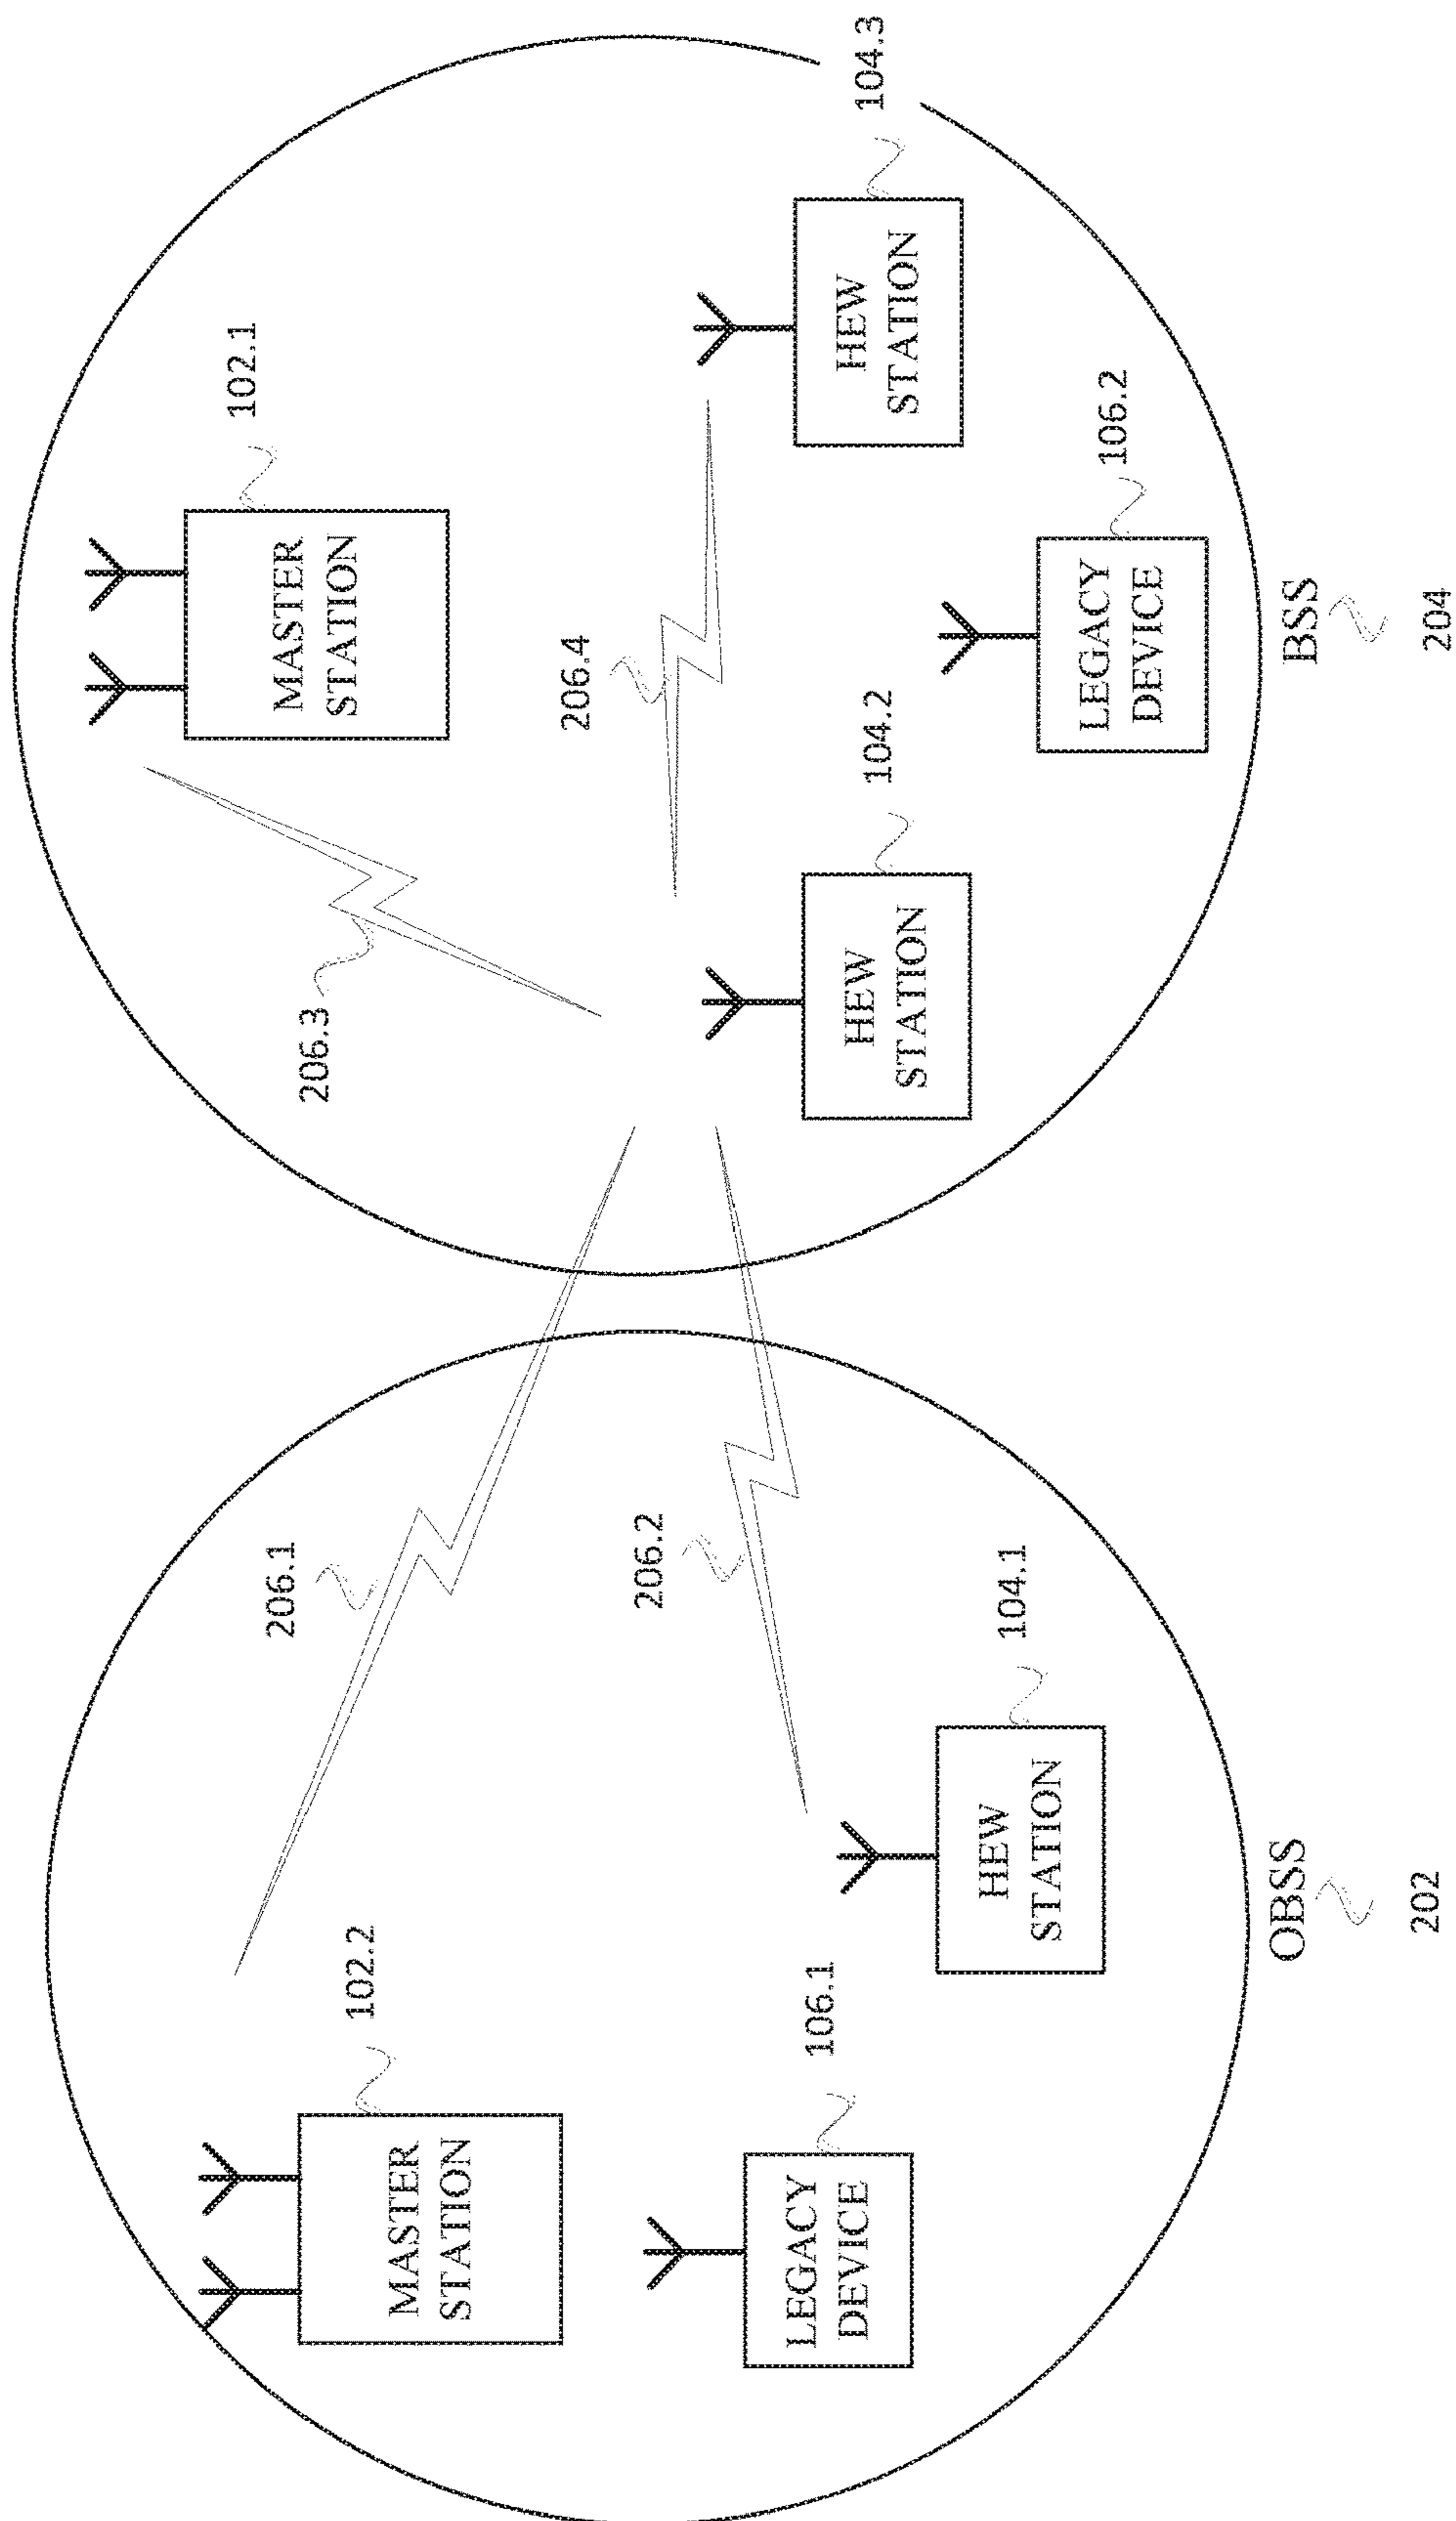 102.2
MASTER
STATION
206.1
206.2
106.1
LEGACY
DEVICE
104.1
HEW
STATION
OBSS
202
102.1
MASTER
STATION
206.3
206.4
104.2
HEW
STATION
104.3
HEW
STATION
106.2
LEGACY
DEVICE
BSS
204